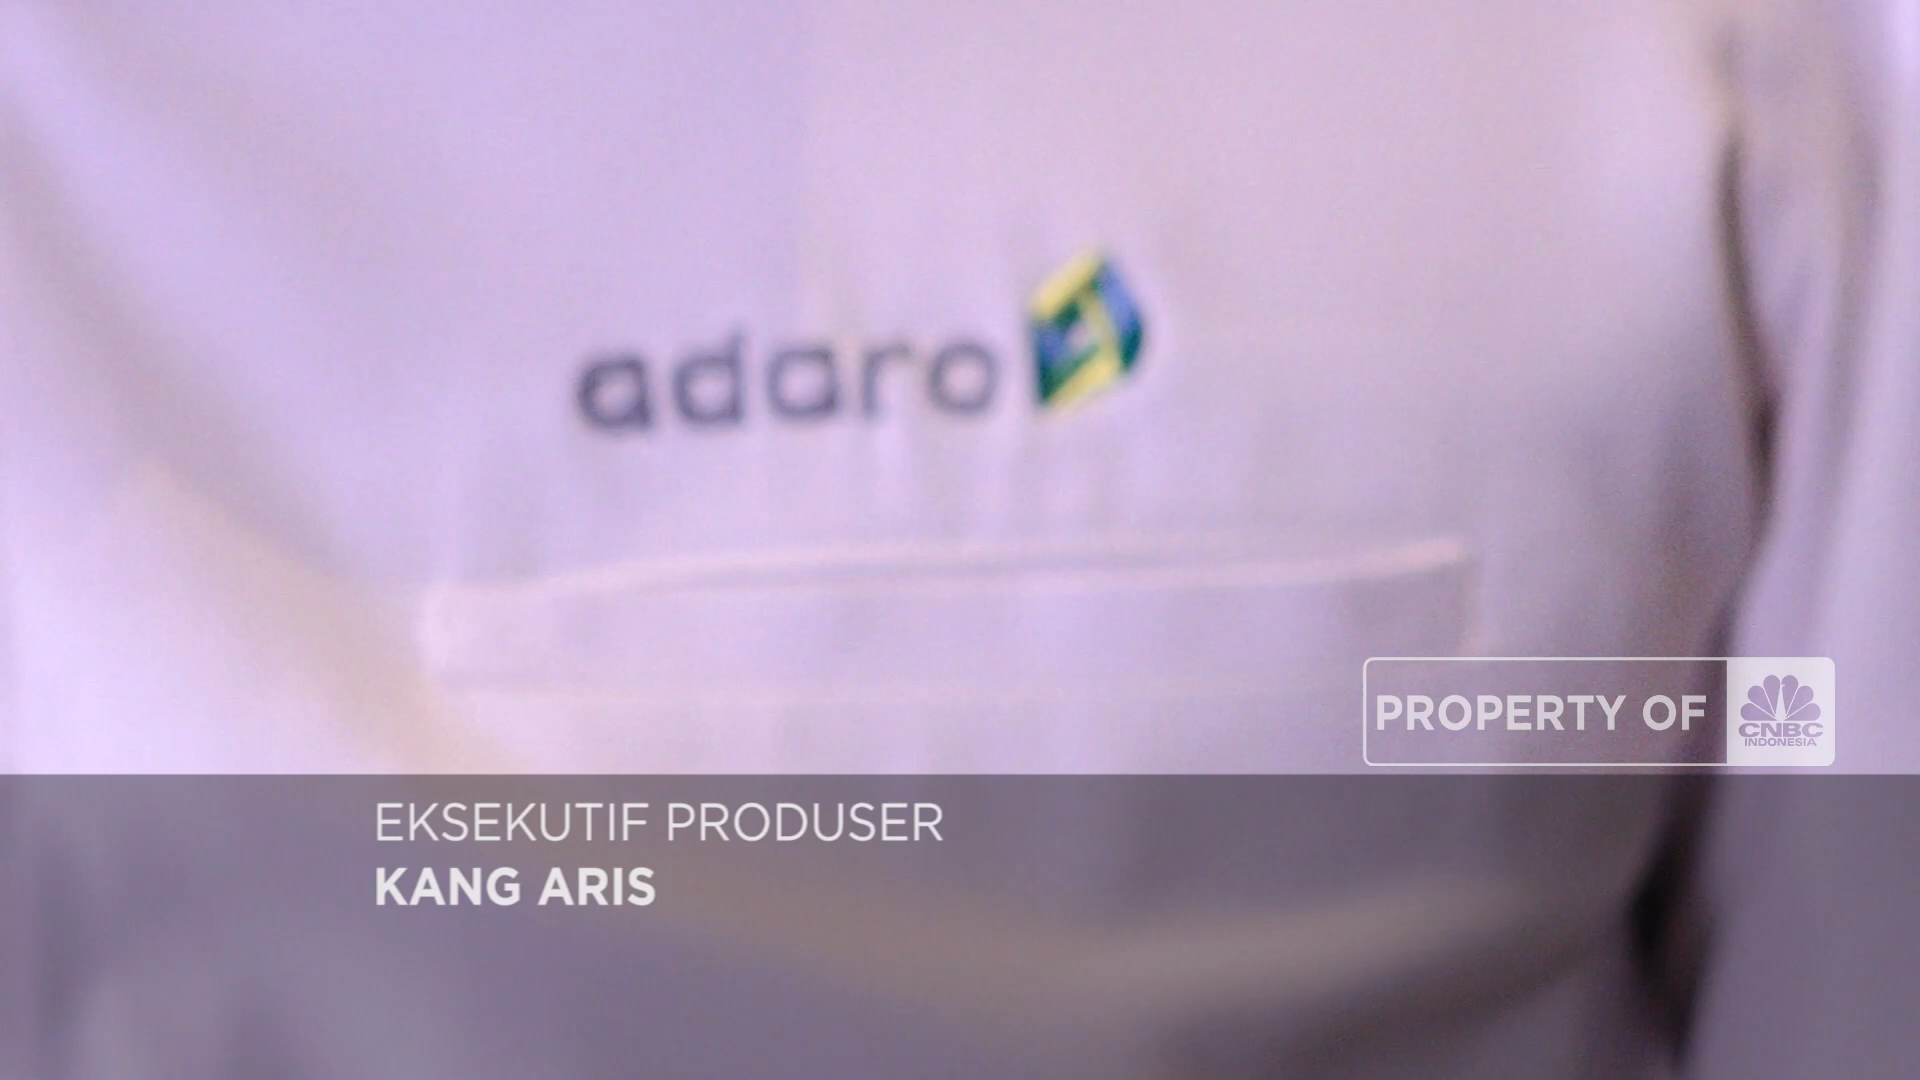 adaro
PROPERTY OF
CNBC
INDONESIA
EKSEKUTIF PRODUSER
KANG ARIS